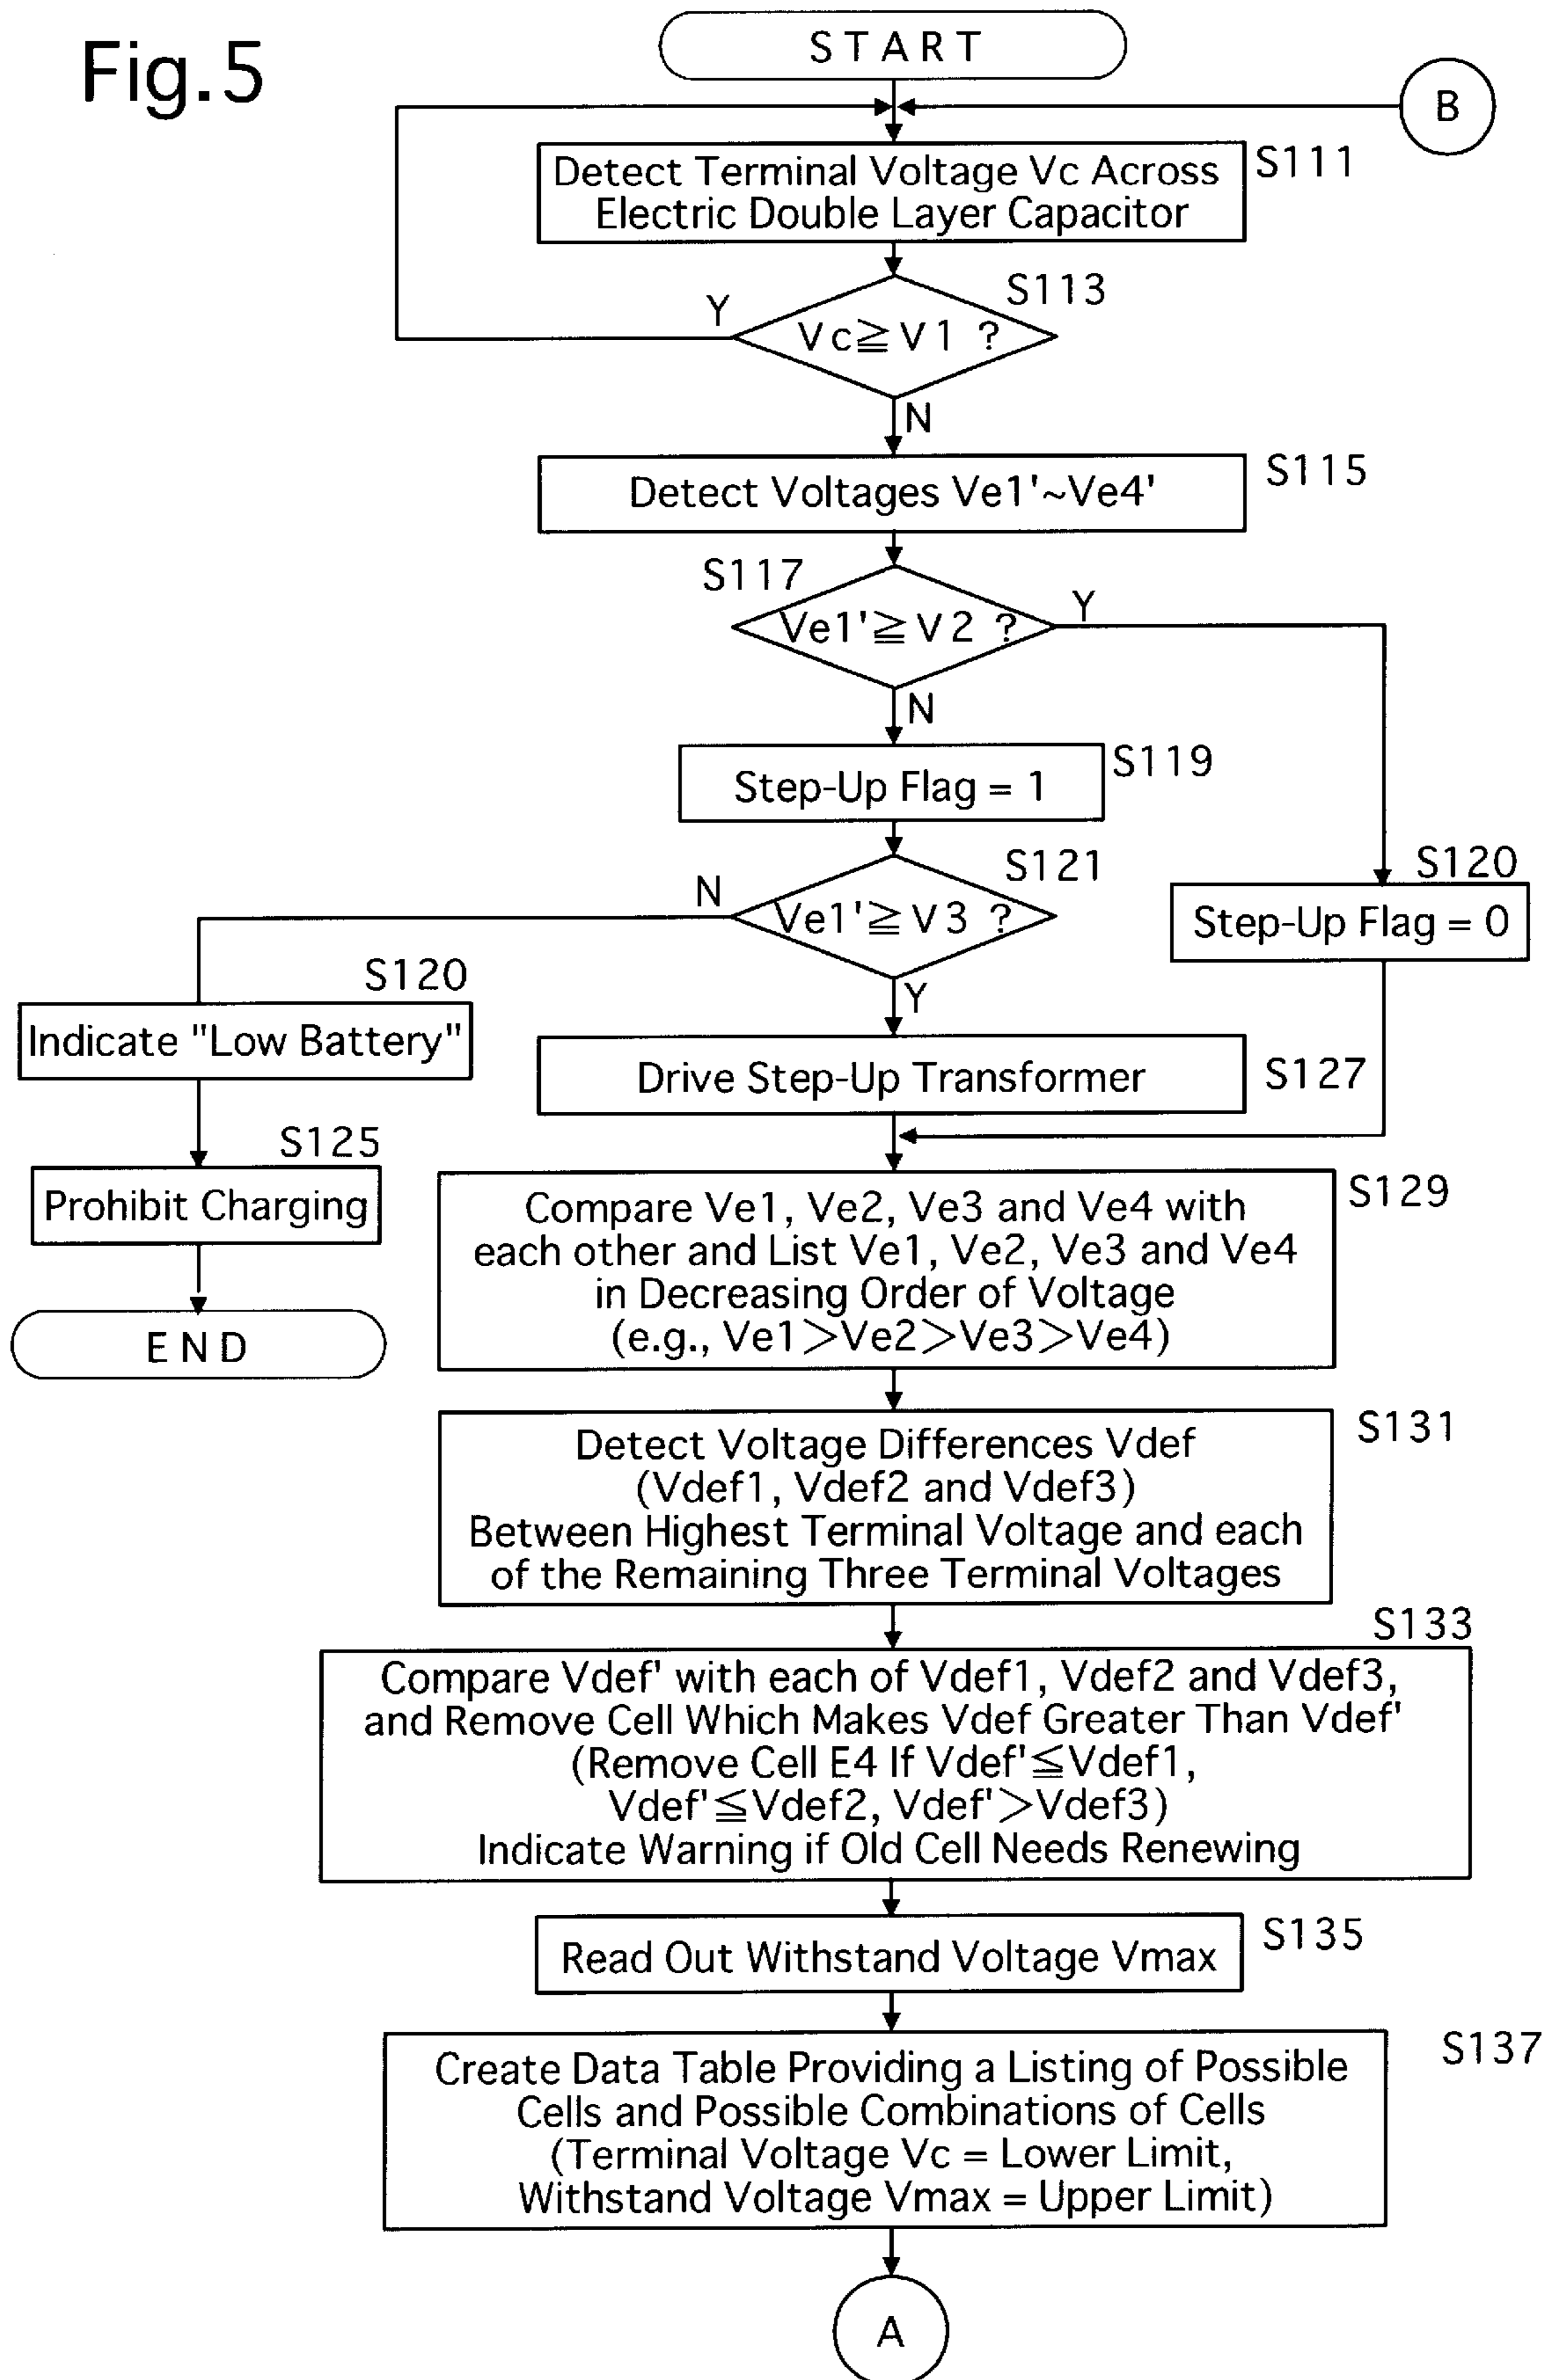 Fig.5
START
B
Detect Terminal Voltage Vc Across
Electric Double Layer Capacitor
S111
S113
Y
Vc≧V1 ?
N
Detect Voltages Ve1'~Ve4'
S115
S117
Ve1'≧V2 ?
Y
N
Step-Up Flag = 1
S119
S121
N
Ve1'≧V3 ?
Y
S120
Step-Up Flag = 0
S120
Indicate "Low Battery"
Drive Step-Up Transformer
S127
S125
Prohibit Charging
END
S129
Compare Ve1, Ve2, Ve3 and Ve4 with
each other and List Ve1, Ve2, Ve3 and Ve4
in Decreasing Order of Voltage
(e.g., Ve1>Ve2>Ve3>Ve4)
S131
Detect Voltage Differences Vdef
(Vdef1, Vdef2 and Vdef3)
Between Highest Terminal Voltage and each
of the Remaining Three Terminal Voltages
S133
Compare Vdef' with each of Vdef1, Vdef2 and Vdef3,
and Remove Cell Which Makes Vdef Greater Than Vdef'
(Remove Cell E4 If Vdef'≦Vdef1,
Vdef'≦Vdef2, Vdef'>Vdef3)
Indicate Warning if Old Cell Needs Renewing
Read Out Withstand Voltage Vmax
S135
S137
Create Data Table Providing a Listing of Possible
Cells and Possible Combinations of Cells
(Terminal Voltage Vc = Lower Limit,
Withstand Voltage Vmax = Upper Limit)
A